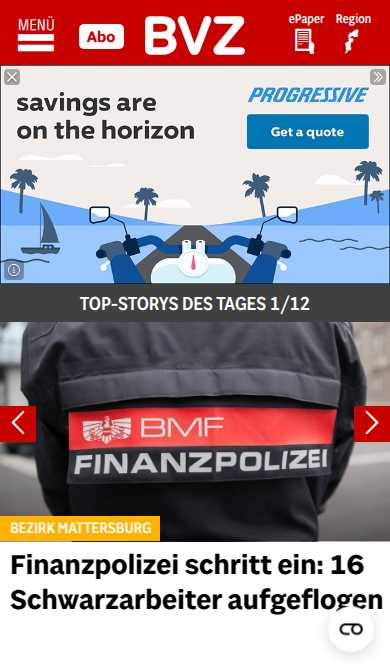 MENÜ
Abo
BVZ
ePaper
Region
savings are
on the horizon
PROGRESSIVE
Get a quote
TOP-STORYS DES TAGES 1/12
BMF
FINANZPOLIZEI
BEZIRK MATTERSBURG
Finanzpolizei schritt ein: 16
Schwarzarbeiter aufgeflogen